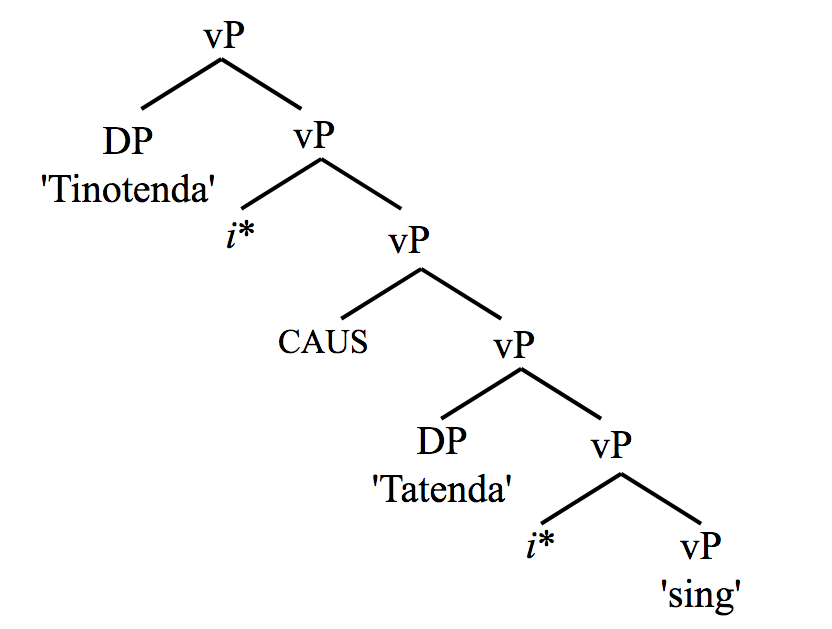 vP
DP vP
'Tinotenda'
i* vP
CAUS vP
DP vP
'Tatenda'
i* vP
'sing'